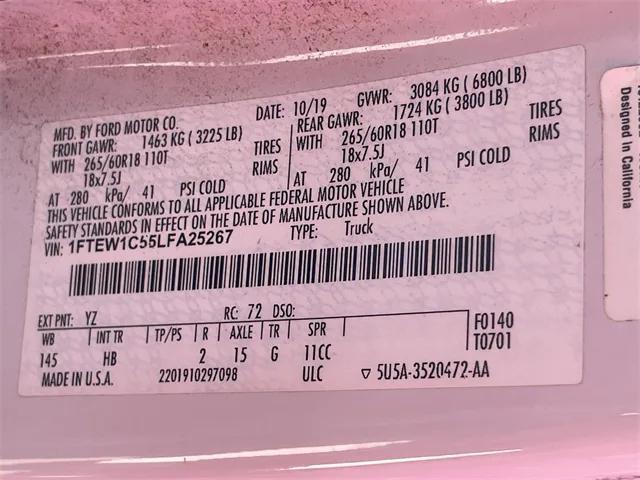 MFD. BY FORD MOTOR CO. DATE: 10/19 GVWR: 3084 KG ( 6800 LB)
FRONT GAWR: 1463 KG ( 3225 LB) REAR GAWR: 1724 KG ( 3800 LB)
WITH 265/60R18 110T TIRES WITH 265/60R18 110T TIRES
18x7.5J RIMS 18x7.5J RIMS
AT 280 kPa/ 41 PSI COLD AT 280 kPa/ 41 PSI COLD
THIS VEHICLE CONFORMS TO ALL APPLICABLE FEDERAL MOTOR VEHICLE
SAFETY STANDARDS IN EFFECT ON THE DATE OF MANUFACTURE SHOWN ABOVE.
VIN: 1FTEW1C55LFA25267 TYPE: Truck
EXT PNT: YZ RC: 72 DSO:
WB INT TR TP/PS R AXLE TR SPR F0140
145 HB 2 15 G 11CC T0701
MADE IN U.S.A. 2201910297098 ULC ▽ 5U5A-3520472-AA
Designed in California